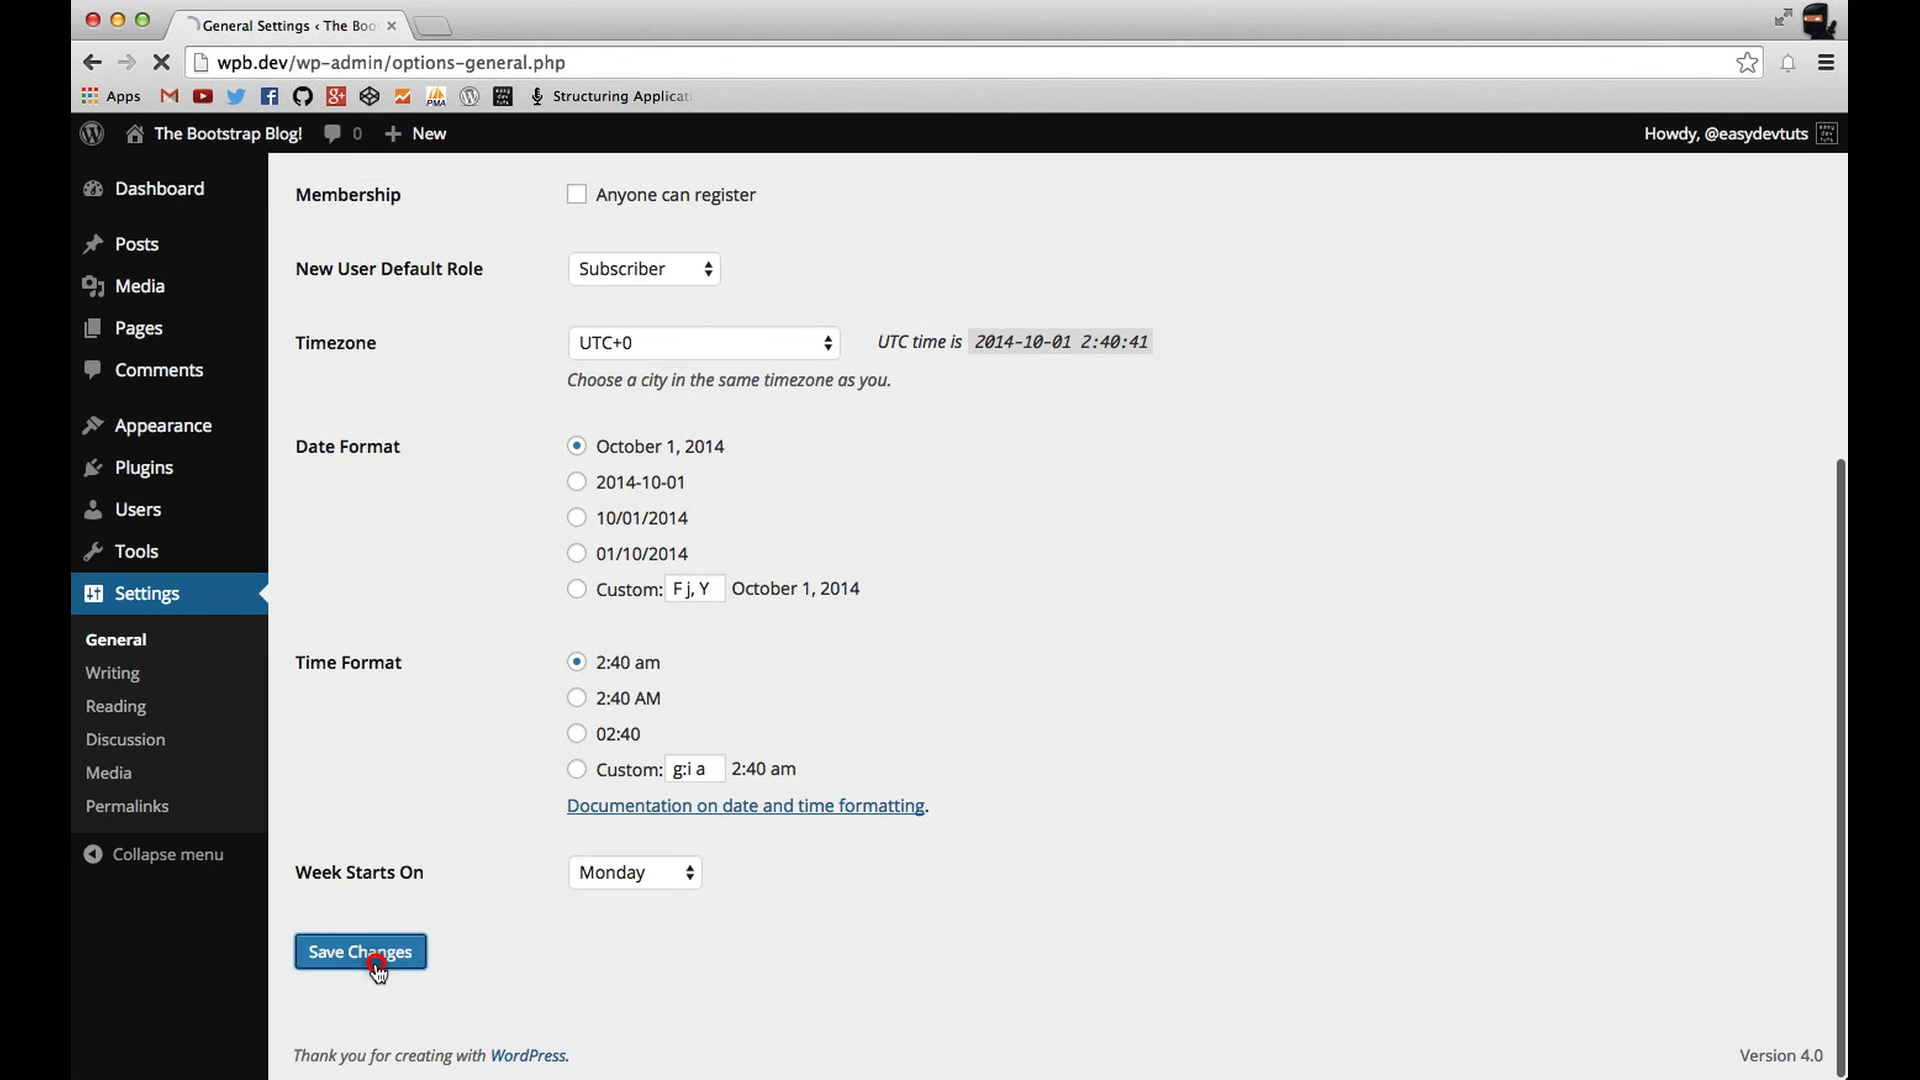 General Settings ‹ The Boo
wpb.dev/wp-admin/options-general.php
Apps
PMA
Structuring Applicat
The Bootstrap Blog! 0 + New
Howdy, @easydevtuts
easy dev tuts
Dashboard
Posts
Media
Pages
Comments
Appearance
Plugins
Users
Tools
Settings
General
Writing
Reading
Discussion
Media
Permalinks
Collapse menu
Membership Anyone can register
New User Default Role Subscriber
Timezone UTC+0 UTC time is 2014-10-01 2:40:41
Choose a city in the same timezone as you.
Date Format October 1, 2014
2014-10-01
10/01/2014
01/10/2014
Custom: F j, Y October 1, 2014
Time Format 2:40 am
2:40 AM
02:40
Custom: g:i a 2:40 am
Documentation on date and time formatting.
Week Starts On Monday
Save Changes
Thank you for creating with WordPress.
Version 4.0